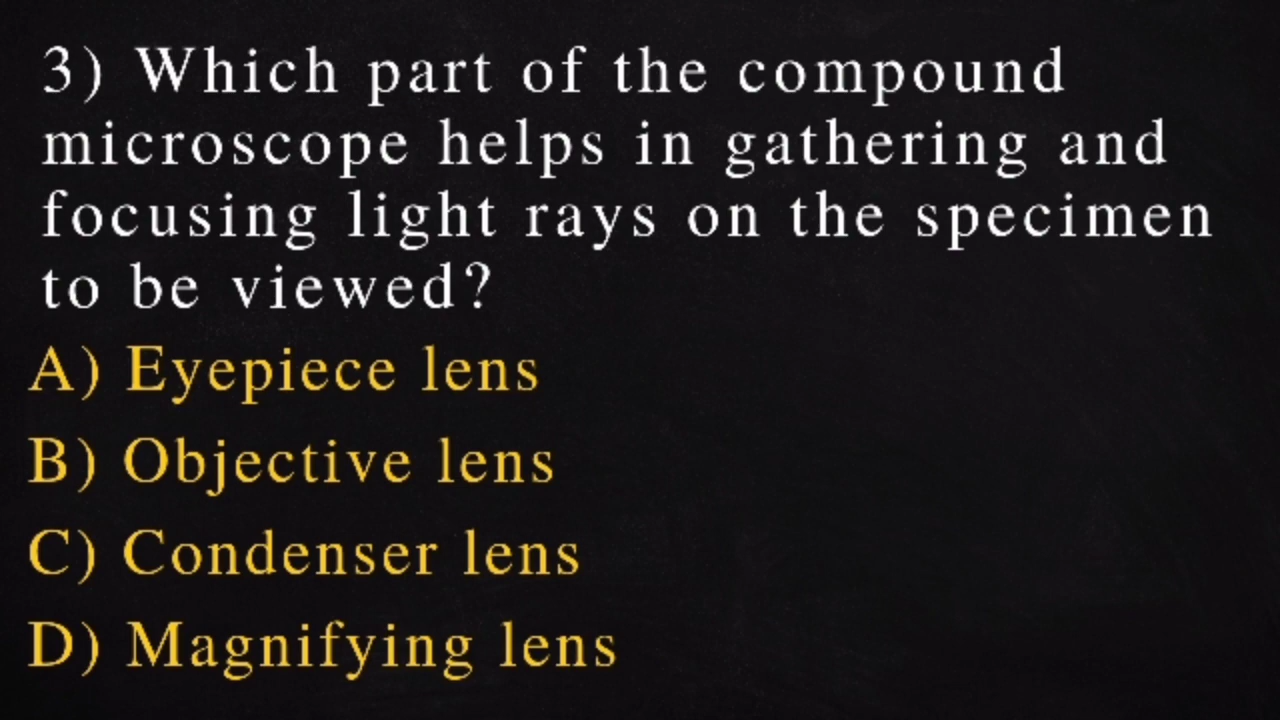 3) Which part of the compound
microscope helps in gathering and
focusing light rays on the specimen
to be viewed?
A) Eyepiece lens
B) Objective lens
C) Condenser lens
D) Magnifying lens